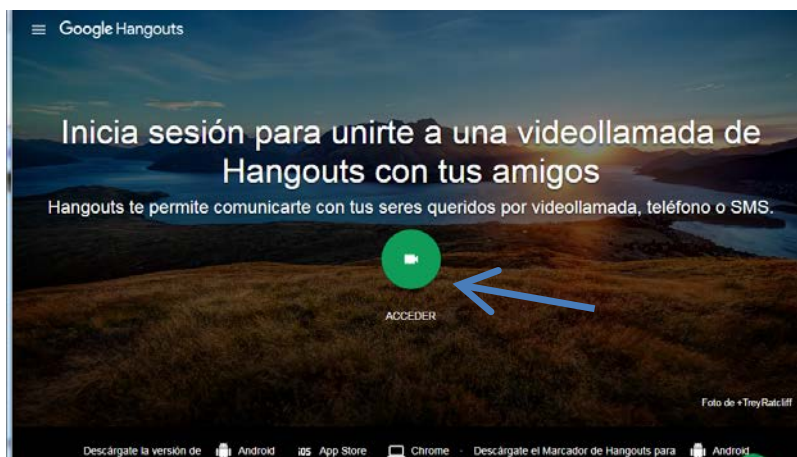 Google Hangouts
Inicia sesión para unirte a una videollamada de
Hangouts con tus amigos
Hangouts te permite comunicarte con tus seres queridos por videollamada, teléfono o SMS.
ACCEDER
Foto de +TreyRatcliff
Descárgate la versión de Android iOS App Store Chrome - Descárgate el Marcador de Hangouts para Android